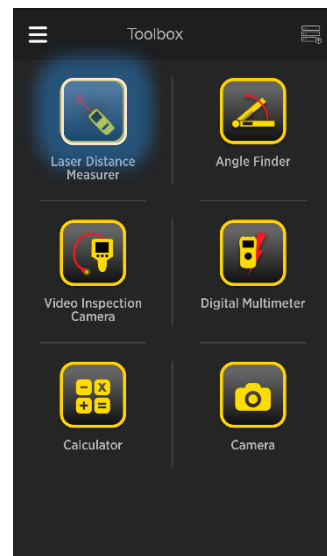 Toolbox
Laser Distance
Measurer
Angle Finder
Video Inspection
Camera
Digital Multimeter
Calculator
Camera